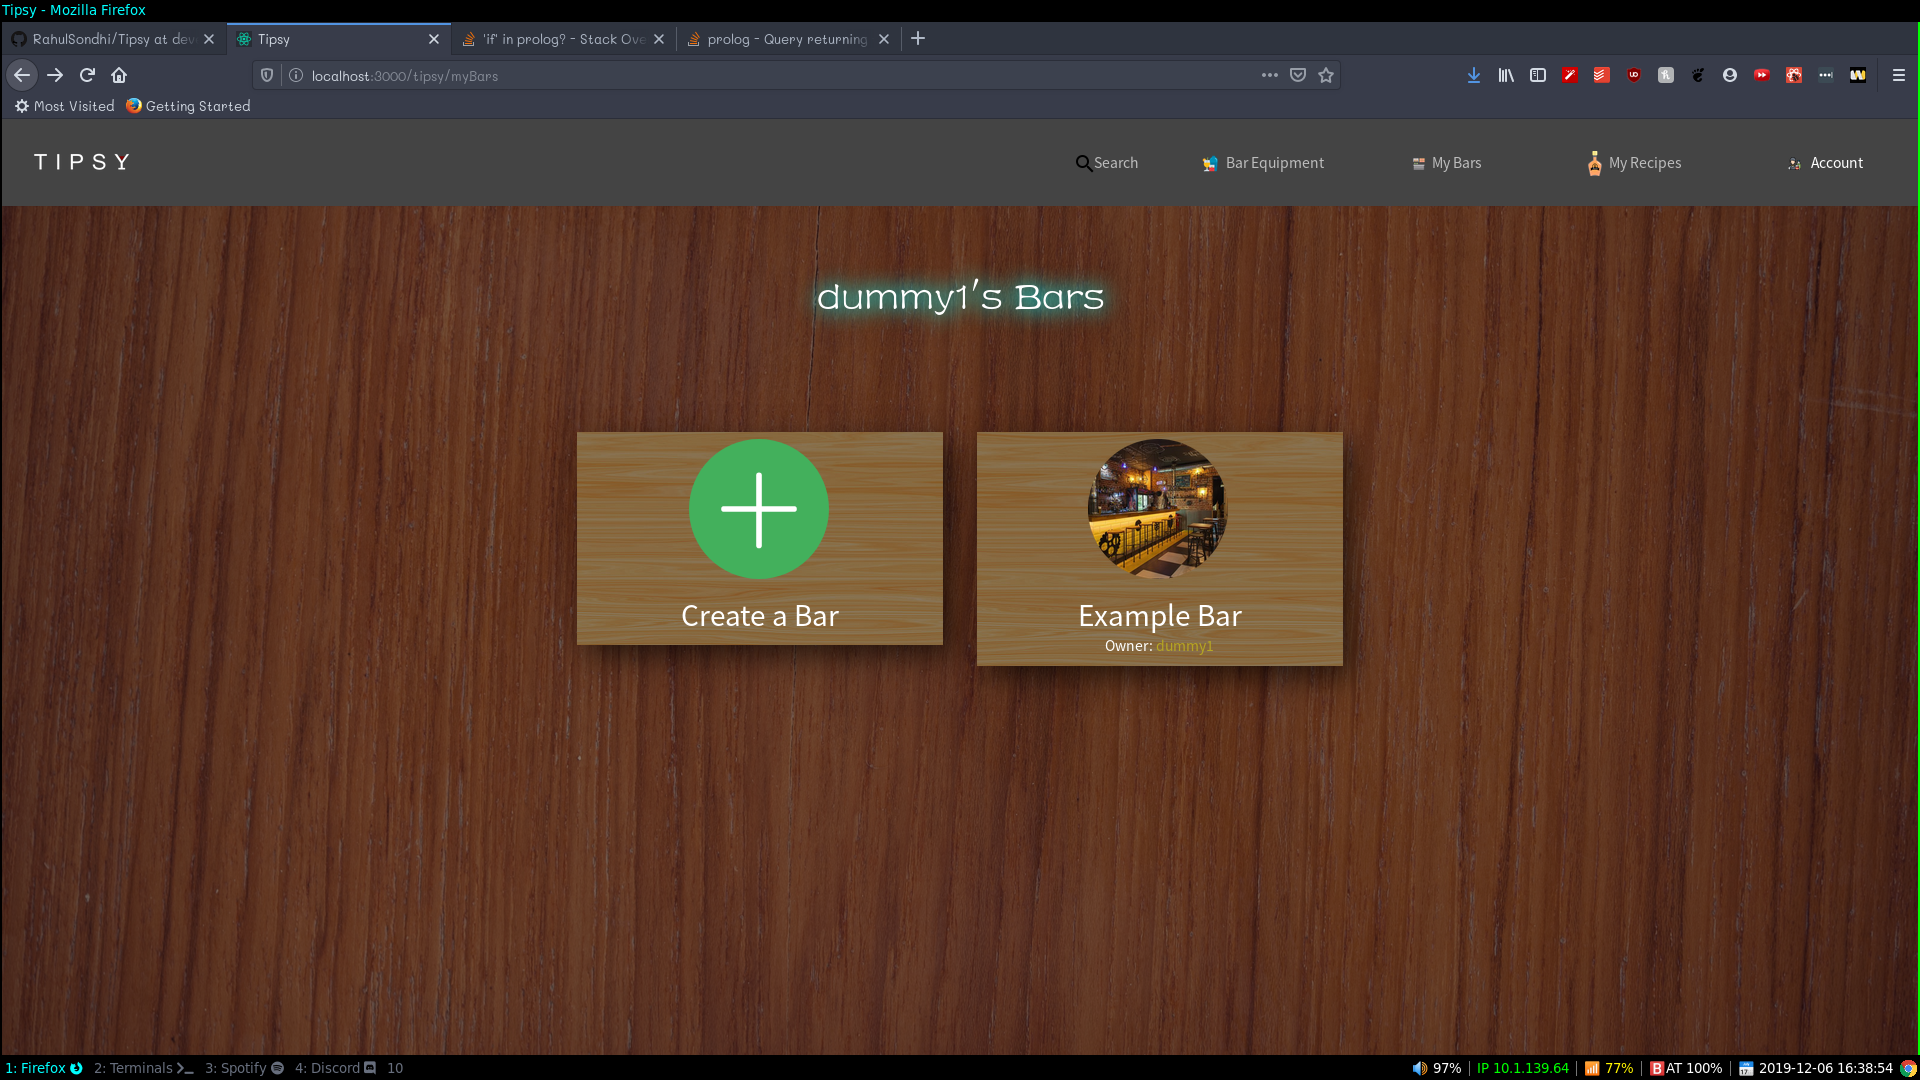 Tipsy - Mozilla Firefox
RahulSondhi/Tipsy at dev
Tipsy
'if' in prolog? - Stack Ove
prolog - Query returning
localhost:3000/tipsy/myBars
Most Visited
Getting Started
TIPSY
Search
Bar Equipment
My Bars
My Recipes
Account
dummy1's Bars
Create a Bar
Example Bar
Owner: dummy1
1: Firefox
2: Terminals
3: Spotify
4: Discord
10
97%
IP 10.1.139.64
77%
BAT 100%
2019-12-06 16:38:54